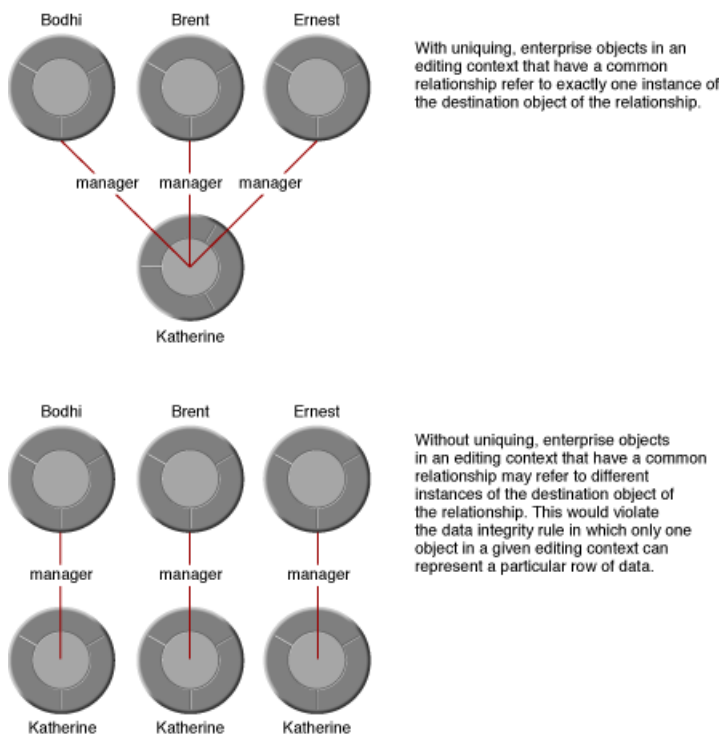 Bodhi Brent Ernest
With uniquing, enterprise objects in an
editing context that have a common
relationship refer to exactly one instance of
the destination object of the relationship.
manager manager manager
Katherine
Bodhi Brent Ernest
Without uniquing, enterprise objects
in an editing context that have a common
relationship may refer to different
instances of the destination object of
the relationship. This would violate
the data integrity rule in which only one
object in a given editing context can
represent a particular row of data.
manager manager manager
Katherine Katherine Katherine